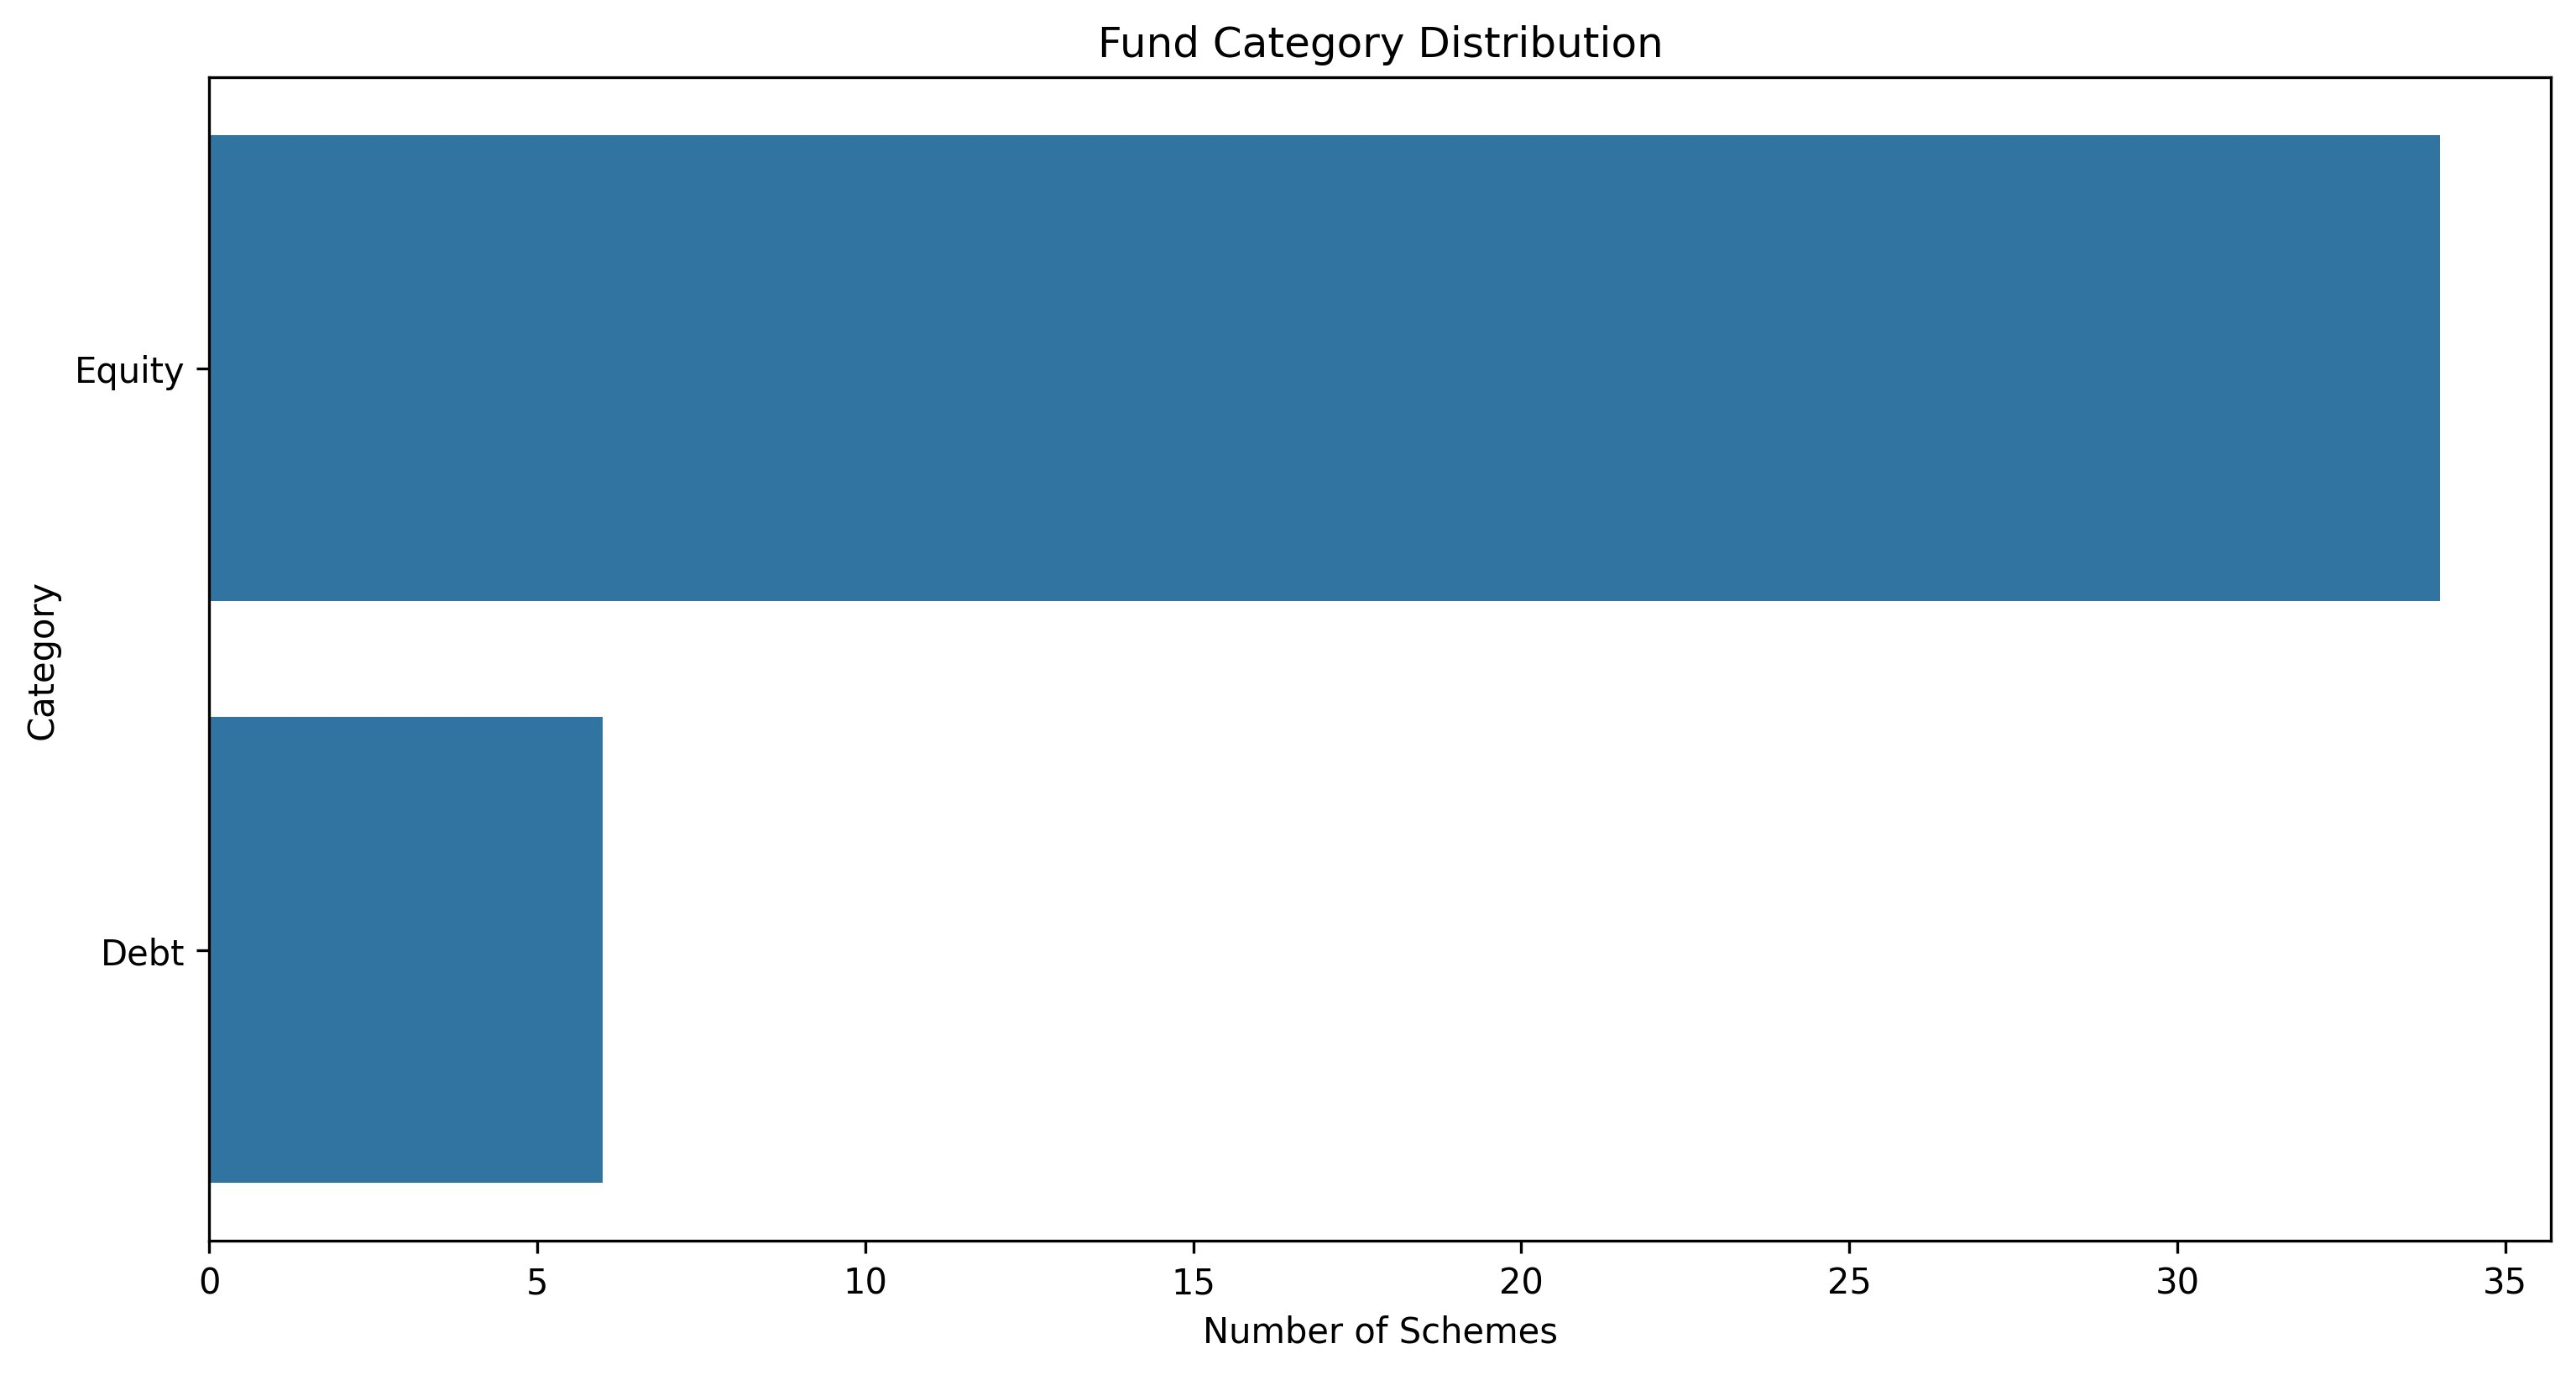 Fund Category Distribution
Category
Equity
Debt
0 5 10 15 20 25 30 35
Number of Schemes